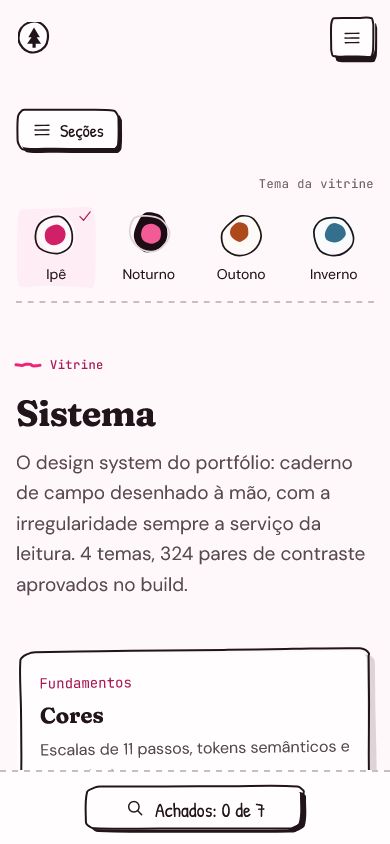 Seções
Tema da vitrine
Ipê
Noturno
Outono
Inverno
Vitrine
Sistema
O design system do portfólio: caderno
de campo desenhado à mão, com a
irregularidade sempre a serviço da
leitura. 4 temas, 324 pares de contraste
aprovados no build.
Fundamentos
Cores
Escalas de 11 passos, tokens semânticos e
Achados: 0 de 7